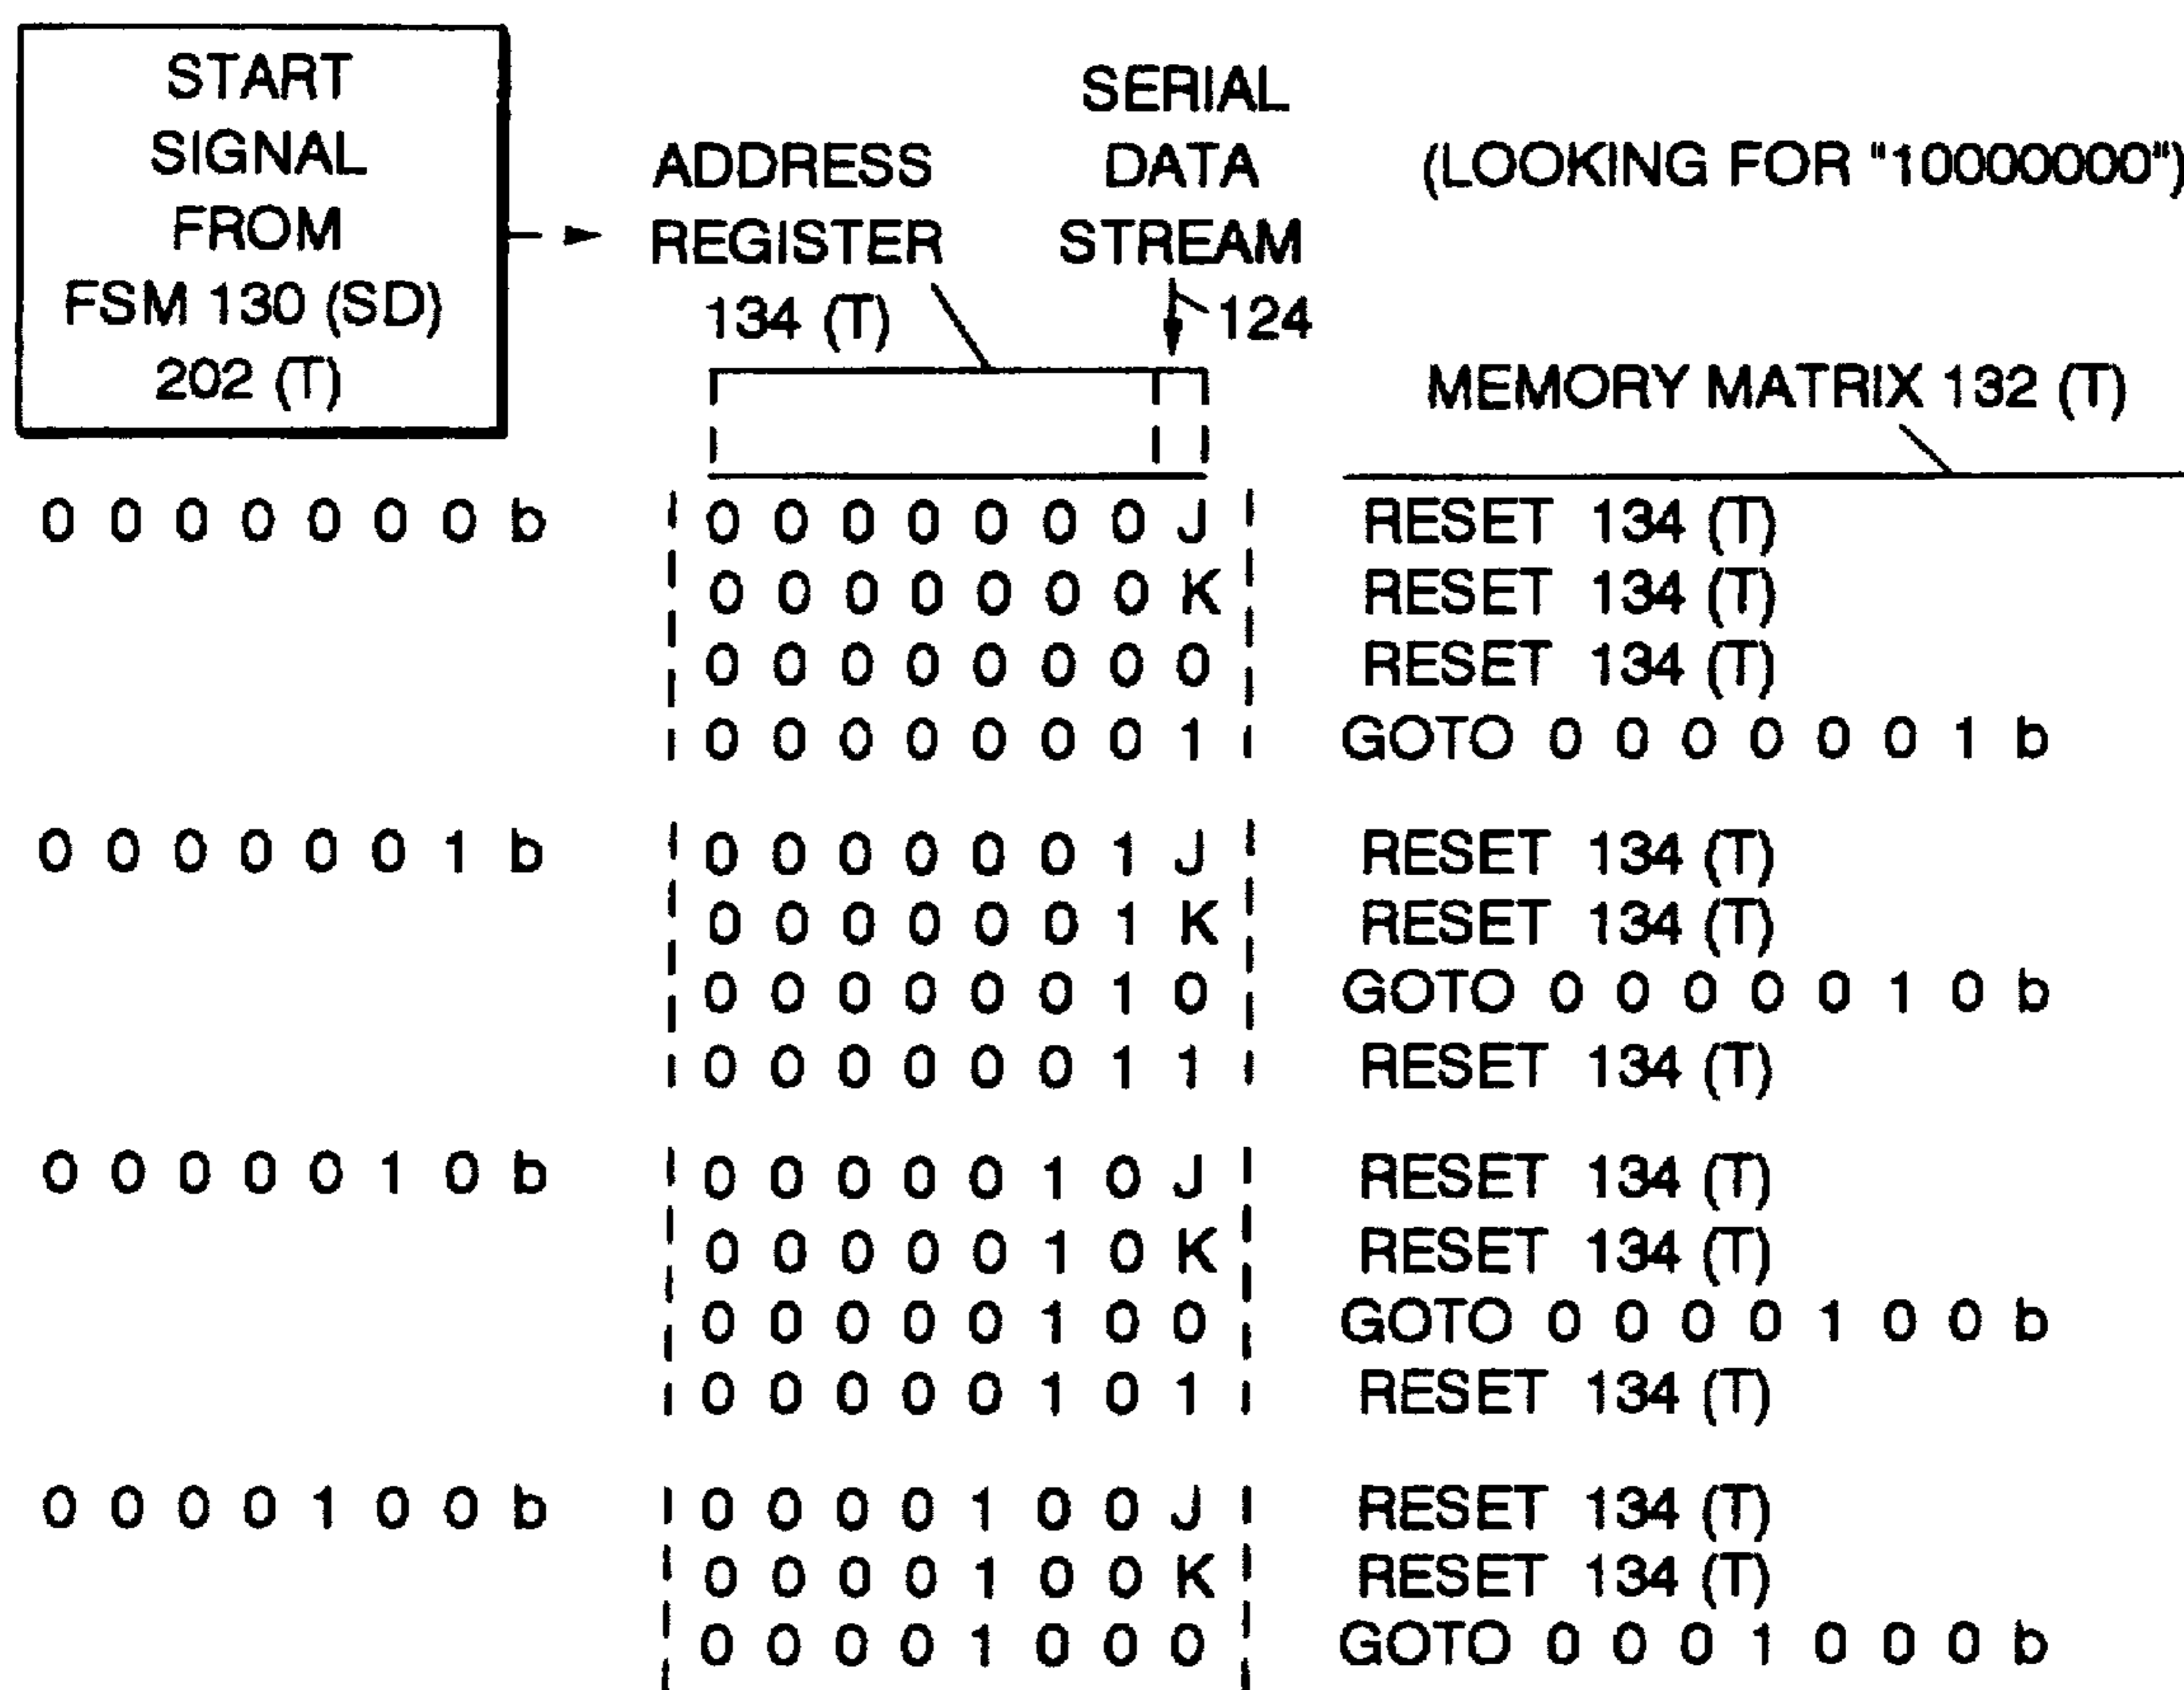 START
SIGNAL
FROM
FSM 130 (SD)
202 (T)
ADDRESS
REGISTER
134 (T)
SERIAL
DATA
STREAM
124
(LOOKING FOR "10000000")
MEMORY MATRIX 132 (T)
0 0 0 0 0 0 0 b 0 0 0 0 0 0 0 J RESET 134 (T)
0 0 0 0 0 0 0 K RESET 134 (T)
0 0 0 0 0 0 0 0 RESET 134 (T)
0 0 0 0 0 0 0 1 GOTO 0 0 0 0 0 0 1 b
0 0 0 0 0 0 1 b 0 0 0 0 0 0 1 J RESET 134 (T)
0 0 0 0 0 0 1 K RESET 134 (T)
0 0 0 0 0 0 1 0 GOTO 0 0 0 0 0 1 0 b
0 0 0 0 0 0 1 1 RESET 134 (T)
0 0 0 0 0 1 0 b 0 0 0 0 0 1 0 J RESET 134 (T)
0 0 0 0 0 1 0 K RESET 134 (T)
0 0 0 0 0 1 0 0 GOTO 0 0 0 0 1 0 0 b
0 0 0 0 0 1 0 1 RESET 134 (T)
0 0 0 0 1 0 0 b 0 0 0 0 1 0 0 J RESET 134 (T)
0 0 0 0 1 0 0 K RESET 134 (T)
0 0 0 0 1 0 0 0 GOTO 0 0 0 1 0 0 0 b